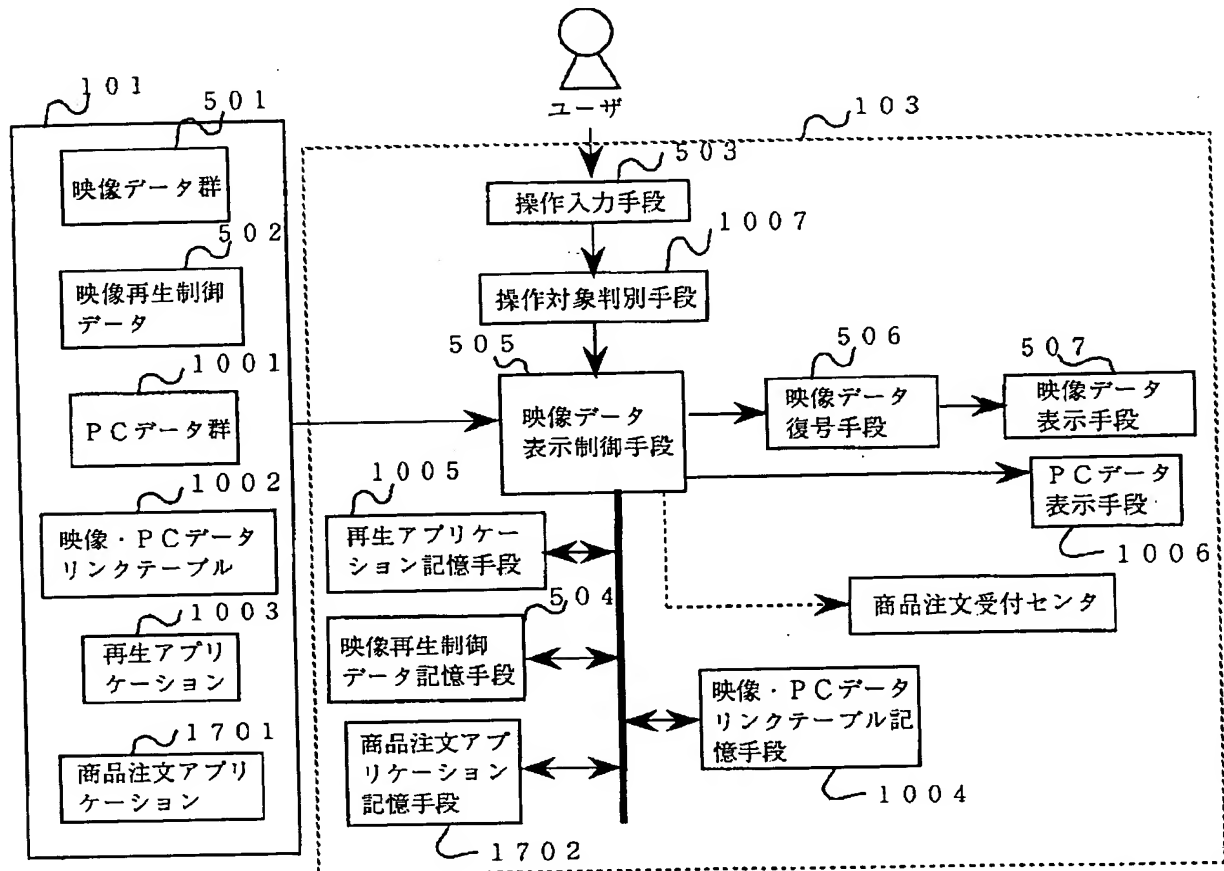 ユーザ
101
501
映像データ群
502
映像再生制御
データ
1001
PCデータ群
1002
映像・PCデータ
リンクテーブル
1003
再生アプリ
ケーション
1701
商品注文アプリ
ケーション
103
503
操作入力手段
1007
操作対象判別手段
505
映像データ
表示制御手段
506
映像データ
復号手段
507
映像データ
表示手段
PCデータ
表示手段
1006
1005
再生アプリケー
ション記憶手段
商品注文受付センタ
504
映像再生制御
データ記憶手段
映像・PCデータ
リンクテーブル記
憶手段
1004
商品注文アプ
リケーション
記憶手段
1702